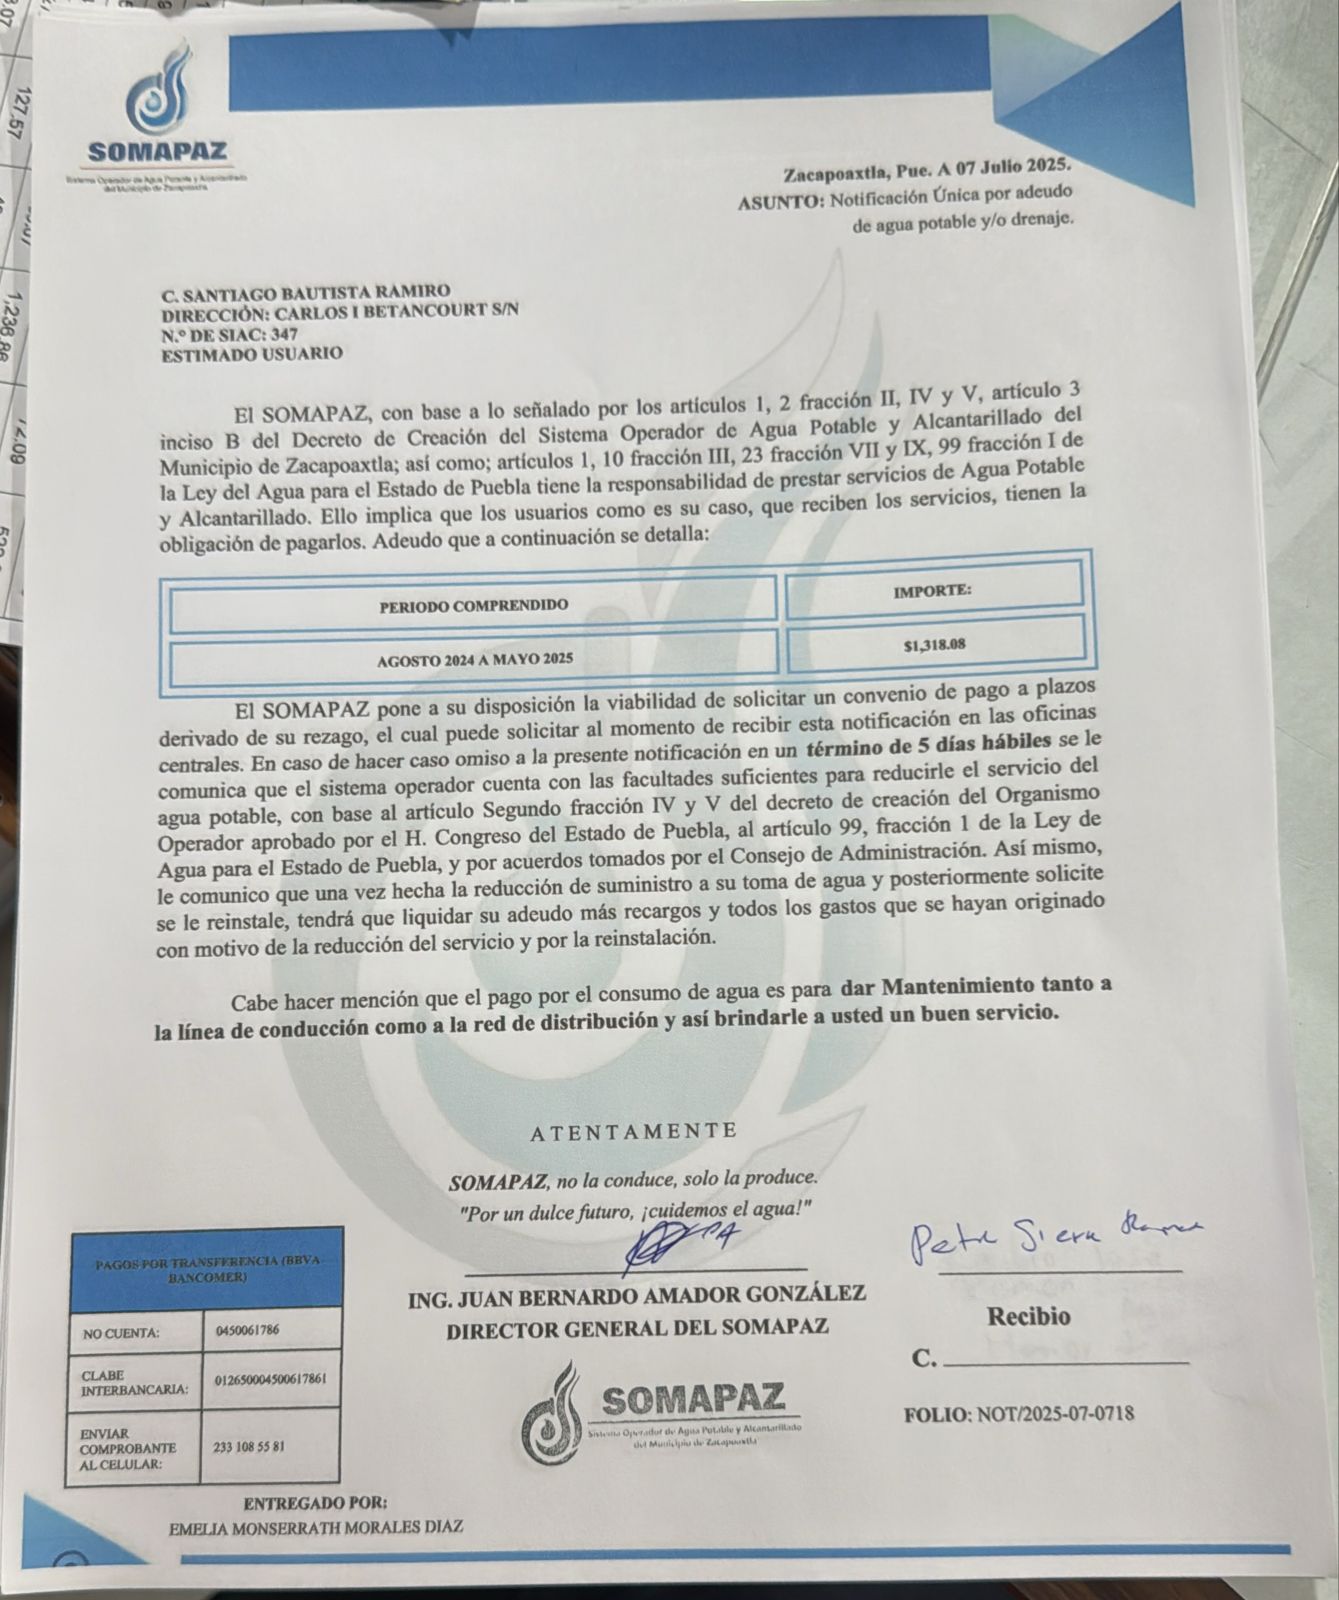 SOMAPAZ
Sistema Operador de Agua Potable y Alcantarillado
del Municipio de Zacapoaxtla
Zacapoaxtla, Pue. A 07 Julio 2025.
ASUNTO: Notificación Única por adeudo
de agua potable y/o drenaje.
C. SANTIAGO BAUTISTA RAMIRO
DIRECCIÓN: CARLOS I BETANCOURT S/N
N.º DE SIAC: 347
ESTIMADO USUARIO
El SOMAPAZ, con base a lo señalado por los artículos 1, 2 fracción II, IV y V, artículo 3
inciso B del Decreto de Creación del Sistema Operador de Agua Potable y Alcantarillado del
Municipio de Zacapoaxtla; así como; artículos 1, 10 fracción III, 23 fracción VII y IX, 99 fracción I de
la Ley del Agua para el Estado de Puebla tiene la responsabilidad de prestar servicios de Agua Potable
y Alcantarillado. Ello implica que los usuarios como es su caso, que reciben los servicios, tienen la
obligación de pagarlos. Adeudo que a continuación se detalla:
PERIODO COMPRENDIDO
IMPORTE:
AGOSTO 2024 A MAYO 2025
$1,318.08
El SOMAPAZ pone a su disposición la viabilidad de solicitar un convenio de pago a plazos
derivado de su rezago, el cual puede solicitar al momento de recibir esta notificación en las oficinas
centrales. En caso de hacer caso omiso a la presente notificación en un término de 5 días hábiles se le
comunica que el sistema operador cuenta con las facultades suficientes para reducirle el servicio del
agua potable, con base al artículo Segundo fracción IV y V del decreto de creación del Organismo
Operador aprobado por el H. Congreso del Estado de Puebla, al artículo 99, fracción 1 de la Ley de
Agua para el Estado de Puebla, y por acuerdos tomados por el Consejo de Administración. Así mismo,
le comunico que una vez hecha la reducción de suministro a su toma de agua y posteriormente solicite
se le reinstale, tendrá que liquidar su adeudo más recargos y todos los gastos que se hayan originado
con motivo de la reducción del servicio y por la reinstalación.
Cabe hacer mención que el pago por el consumo de agua es para dar Mantenimiento tanto a
la línea de conducción como a la red de distribución y así brindarle a usted un buen servicio.
ATENTAMENTE
SOMAPAZ, no la conduce, solo la produce.
"Por un dulce futuro, ¡cuidemos el agua!"
ING. JUAN BERNARDO AMADOR GONZÁLEZ
DIRECTOR GENERAL DEL SOMAPAZ
SOMAPAZ
Sistema Operador de Agua Potable y Alcantarillado
del Municipio de Zacapoaxtla
Recibio
C.
FOLIO: NOT/2025-07-0718
PAGOS POR TRANSFERENCIA (BBVA-
BANCOMER)
NO CUENTA:
0450061786
CLABE
INTERBANCARIA:
012650004500617861
ENVIAR
COMPROBANTE
AL CELULAR:
233 108 55 81
ENTREGADO POR:
EMELIA MONSERRATH MORALES DIAZ
127.57
1,236.86